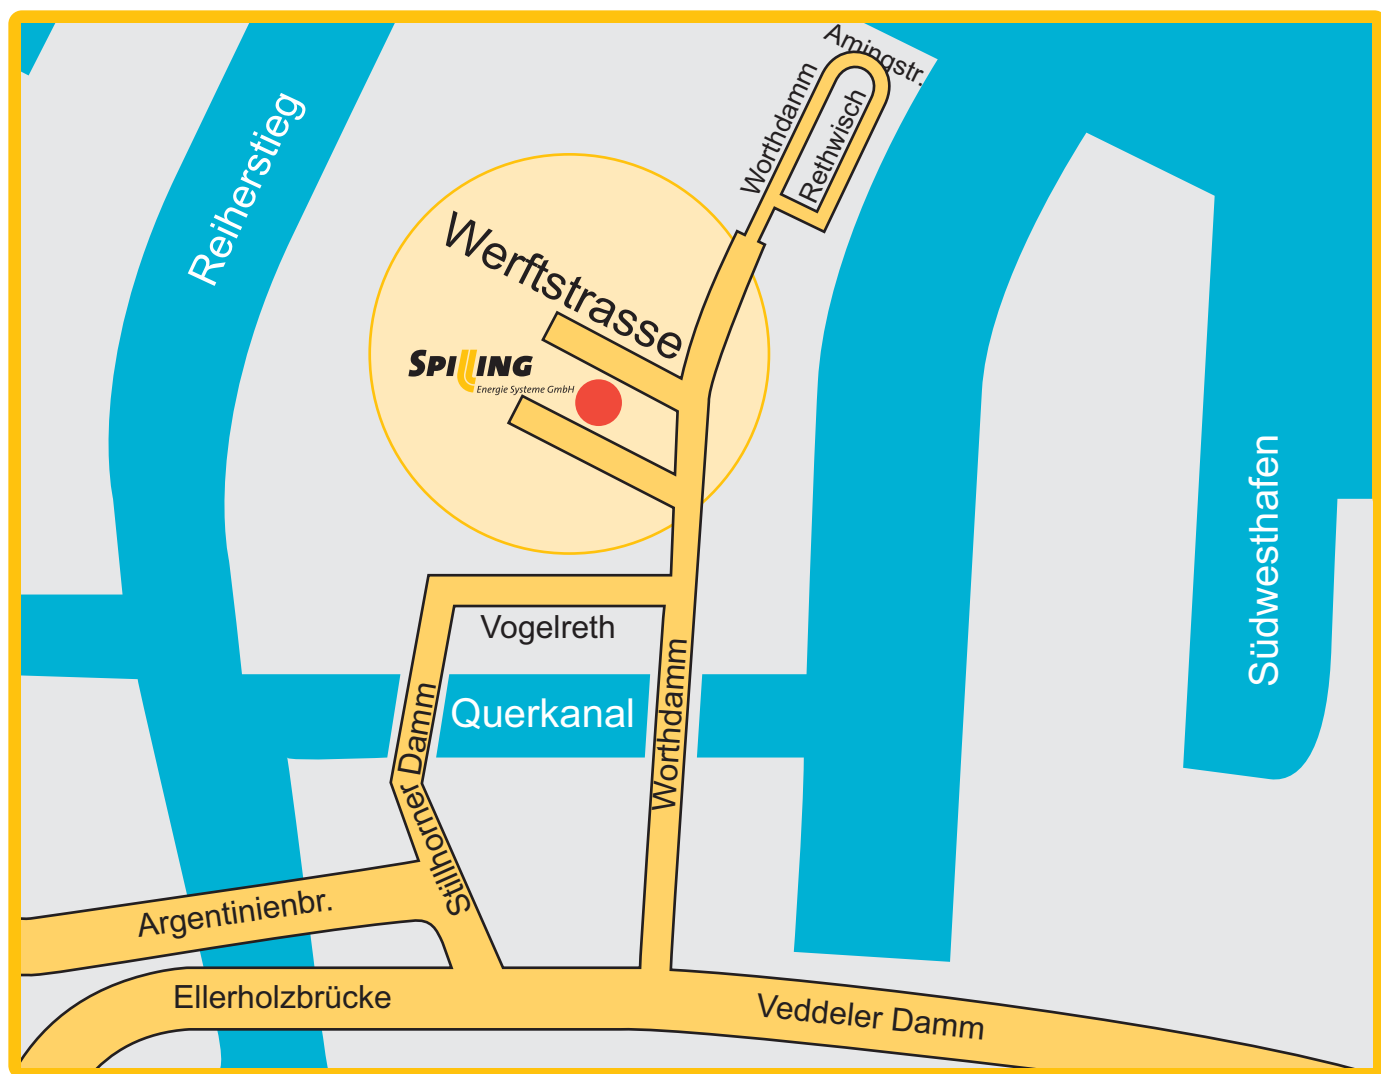 Amingstr.
Worthdamm
Rethwisch
Reiherstieg
Werftstrasse
SPILLING
Energie Systeme GmbH
Südwesthafen
Vogelreth
Querkanal
Worthdamm
Stillhorner Damm
Argentinienbr.
Ellerholzbrücke
Veddeler Damm